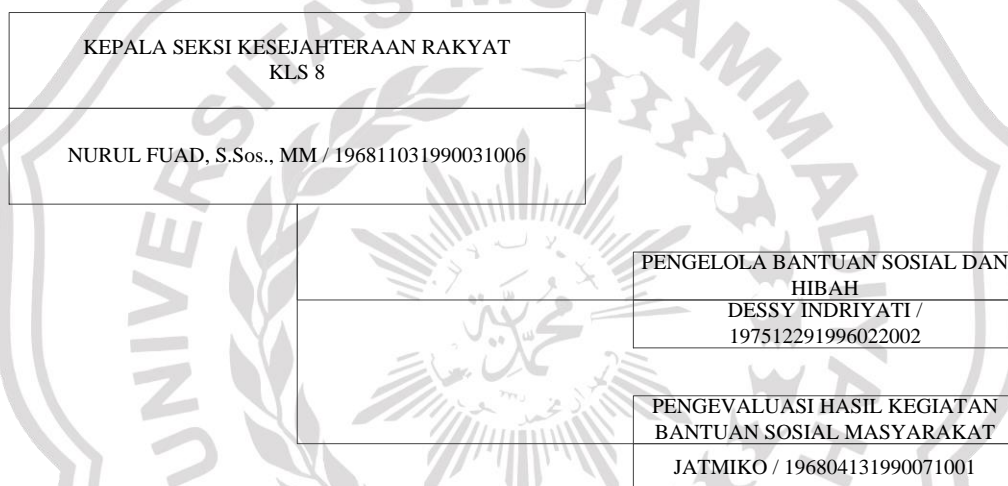 KEPALA SEKSI KESEJAHTERAAN RAKYAT
KLS 8
NURUL FUAD, S.Sos., MM / 196811031990031006
PENGELOLA BANTUAN SOSIAL DAN
HIBAH
DESSY INDRIYATI /
197512291996022002
PENGEVALUASI HASIL KEGIATAN
BANTUAN SOSIAL MASYARAKAT
JATMIKO / 196804131990071001